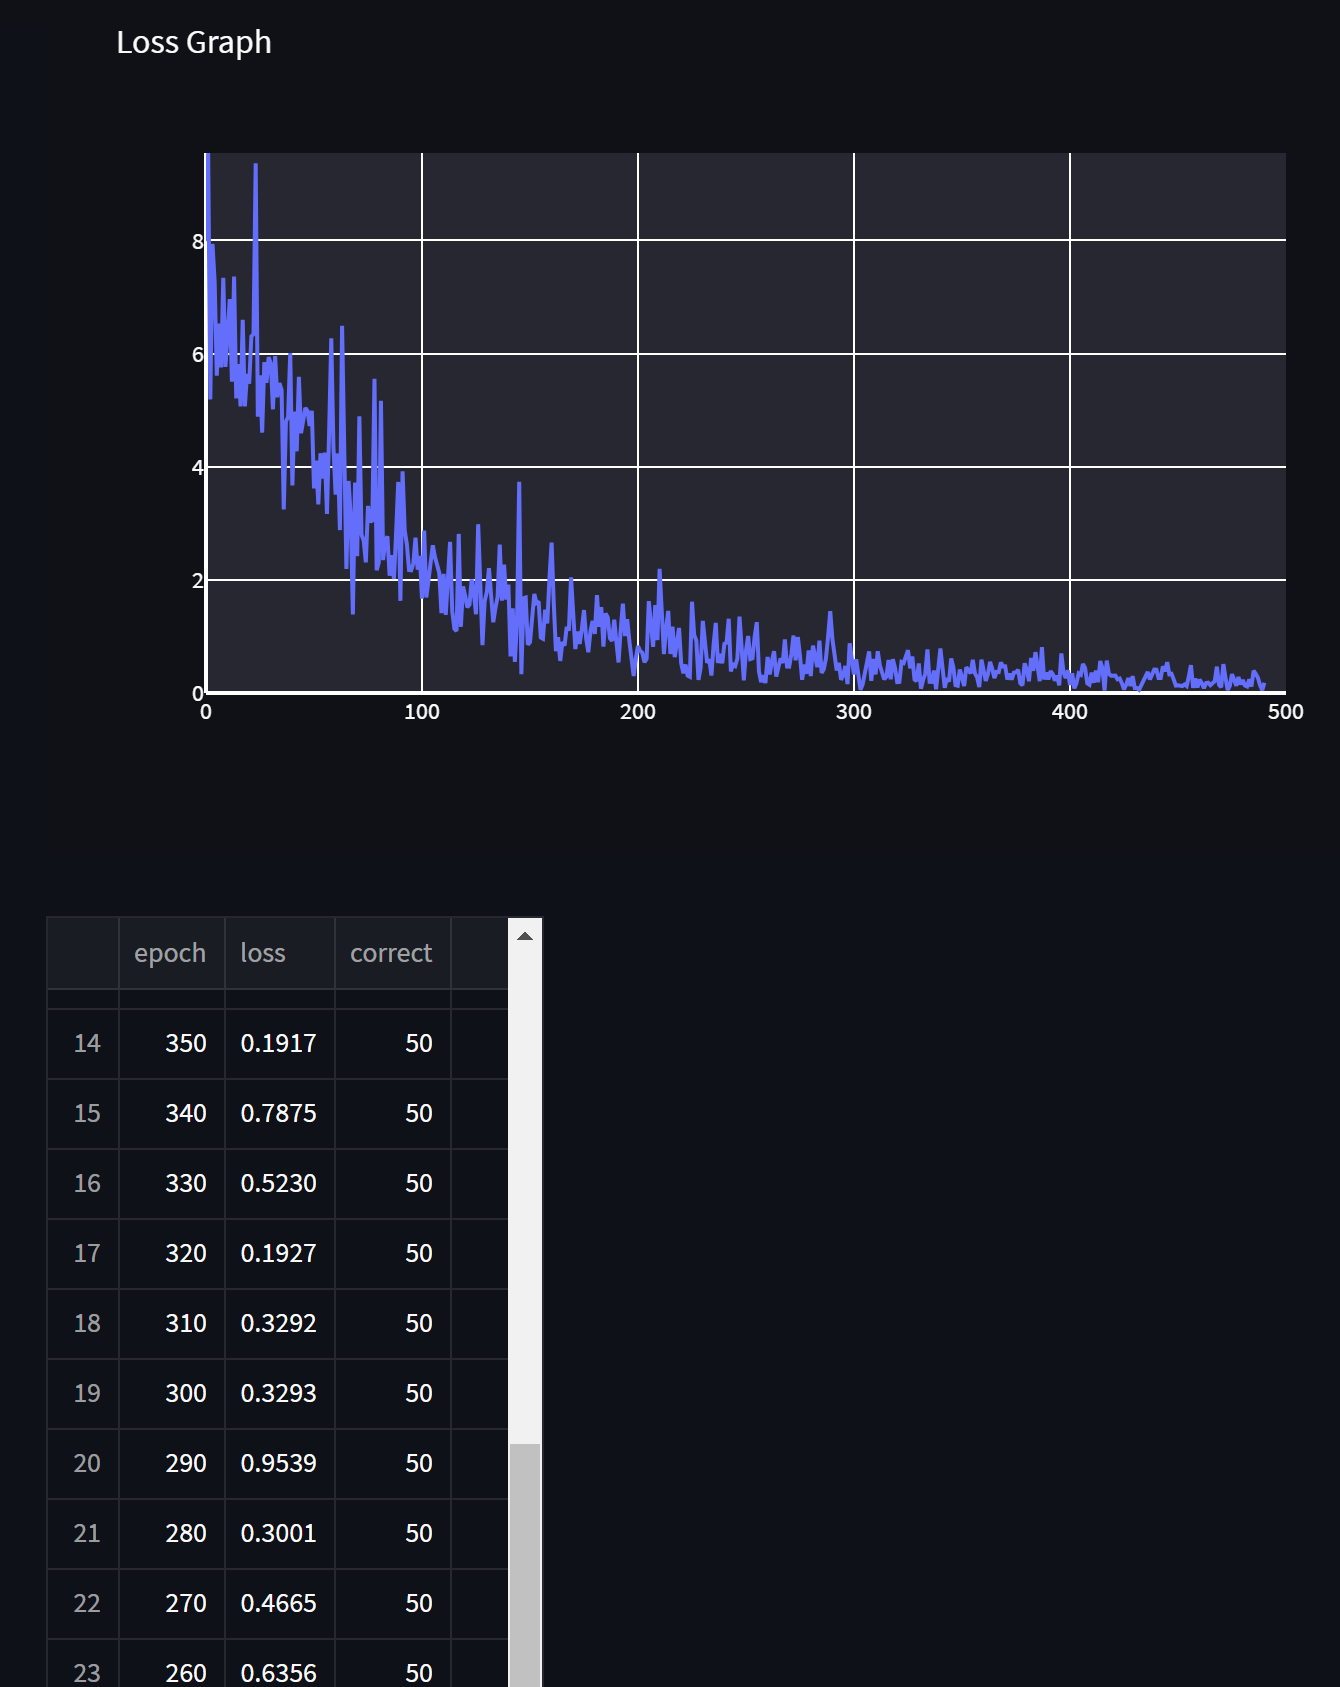 Loss Graph
8
6
4
2
0
0 100 200 300 400 500
epoch loss correct
14 350 0.1917 50
15 340 0.7875 50
16 330 0.5230 50
17 320 0.1927 50
18 310 0.3292 50
19 300 0.3293 50
20 290 0.9539 50
21 280 0.3001 50
22 270 0.4665 50
23 260 0.6356 50